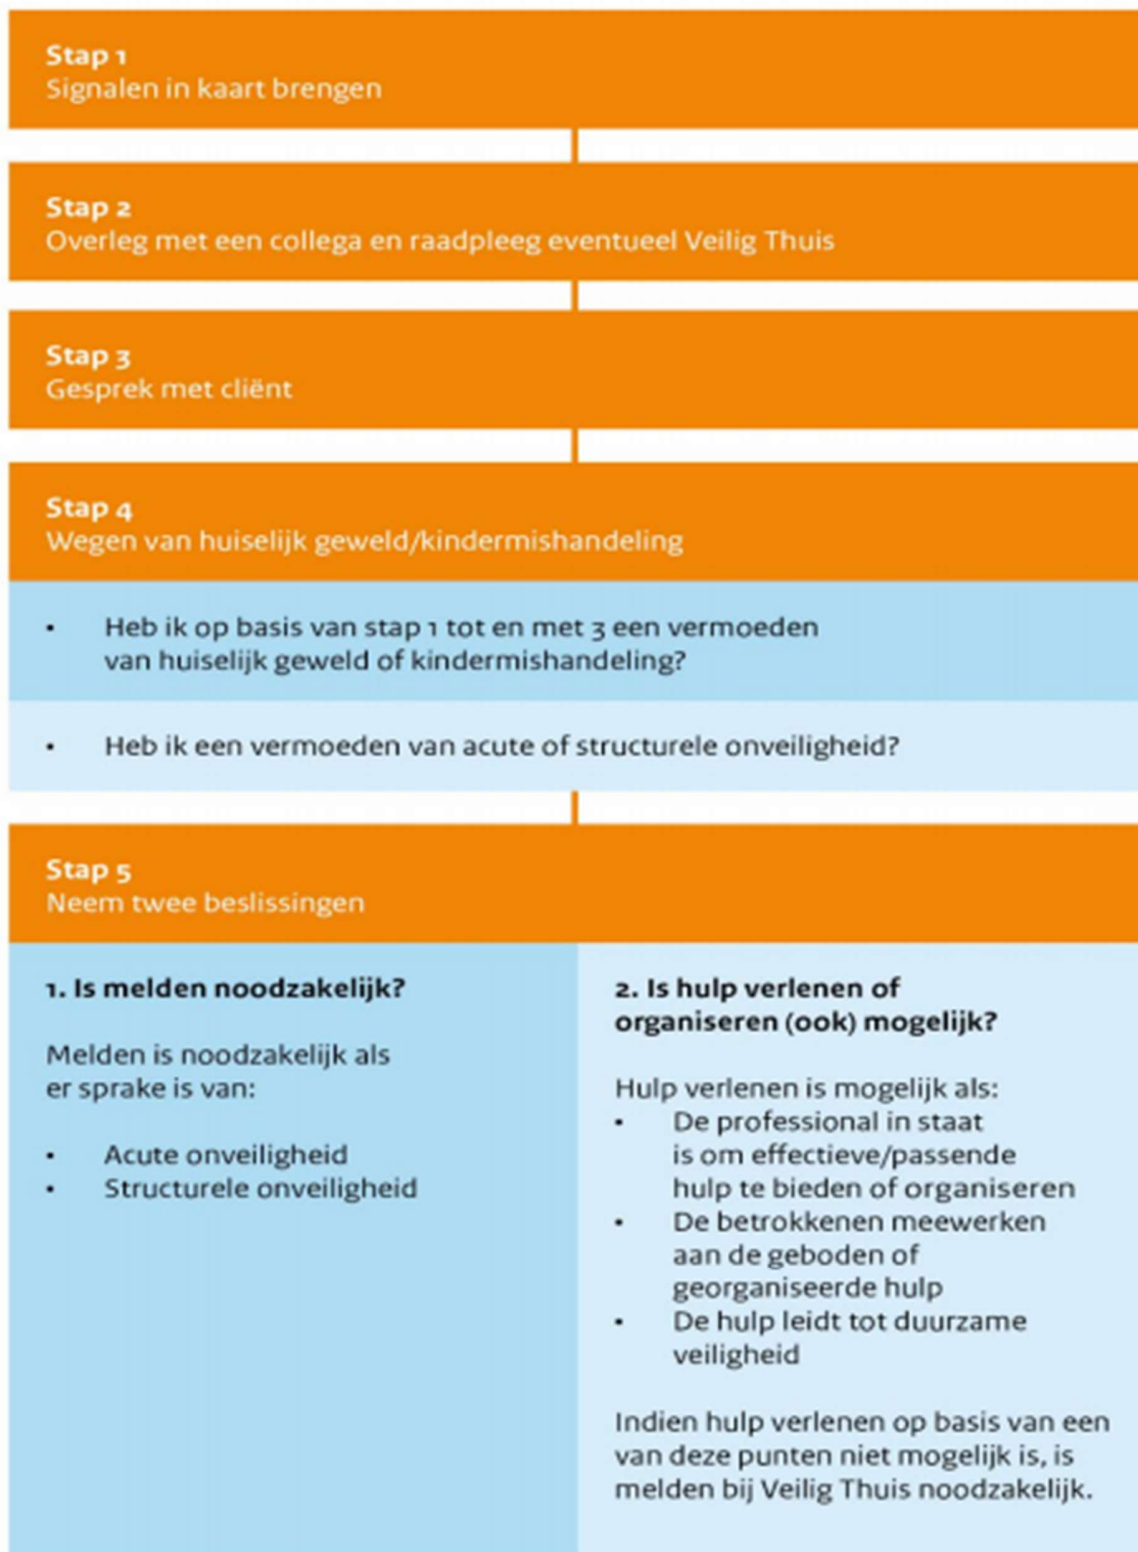 Stap 1
Signalen in kaart brengen
Stap 2
Overleg met een collega en raadpleeg eventueel Veilig Thuis
Stap 3
Gesprek met cliënt
Stap 4
Wegen van huiselijk geweld/kindermishandeling
• Heb ik op basis van stap 1 tot en met 3 een vermoeden
van huiselijk geweld of kindermishandeling?
• Heb ik een vermoeden van acute of structurele onveiligheid?
Stap 5
Neem twee beslissingen
1. Is melden noodzakelijk?
Melden is noodzakelijk als
er sprake is van:
• Acute onveiligheid
• Structurele onveiligheid
2. Is hulp verlenen of
organiseren (ook) mogelijk?
Hulp verlenen is mogelijk als:
• De professional in staat
is om effectieve/passende
hulp te bieden of organiseren
• De betrokkenen meewerken
aan de geboden of
georganiseerde hulp
• De hulp leidt tot duurzame
veiligheid
Indien hulp verlenen op basis van een
van deze punten niet mogelijk is, is
melden bij Veilig Thuis noodzakelijk.